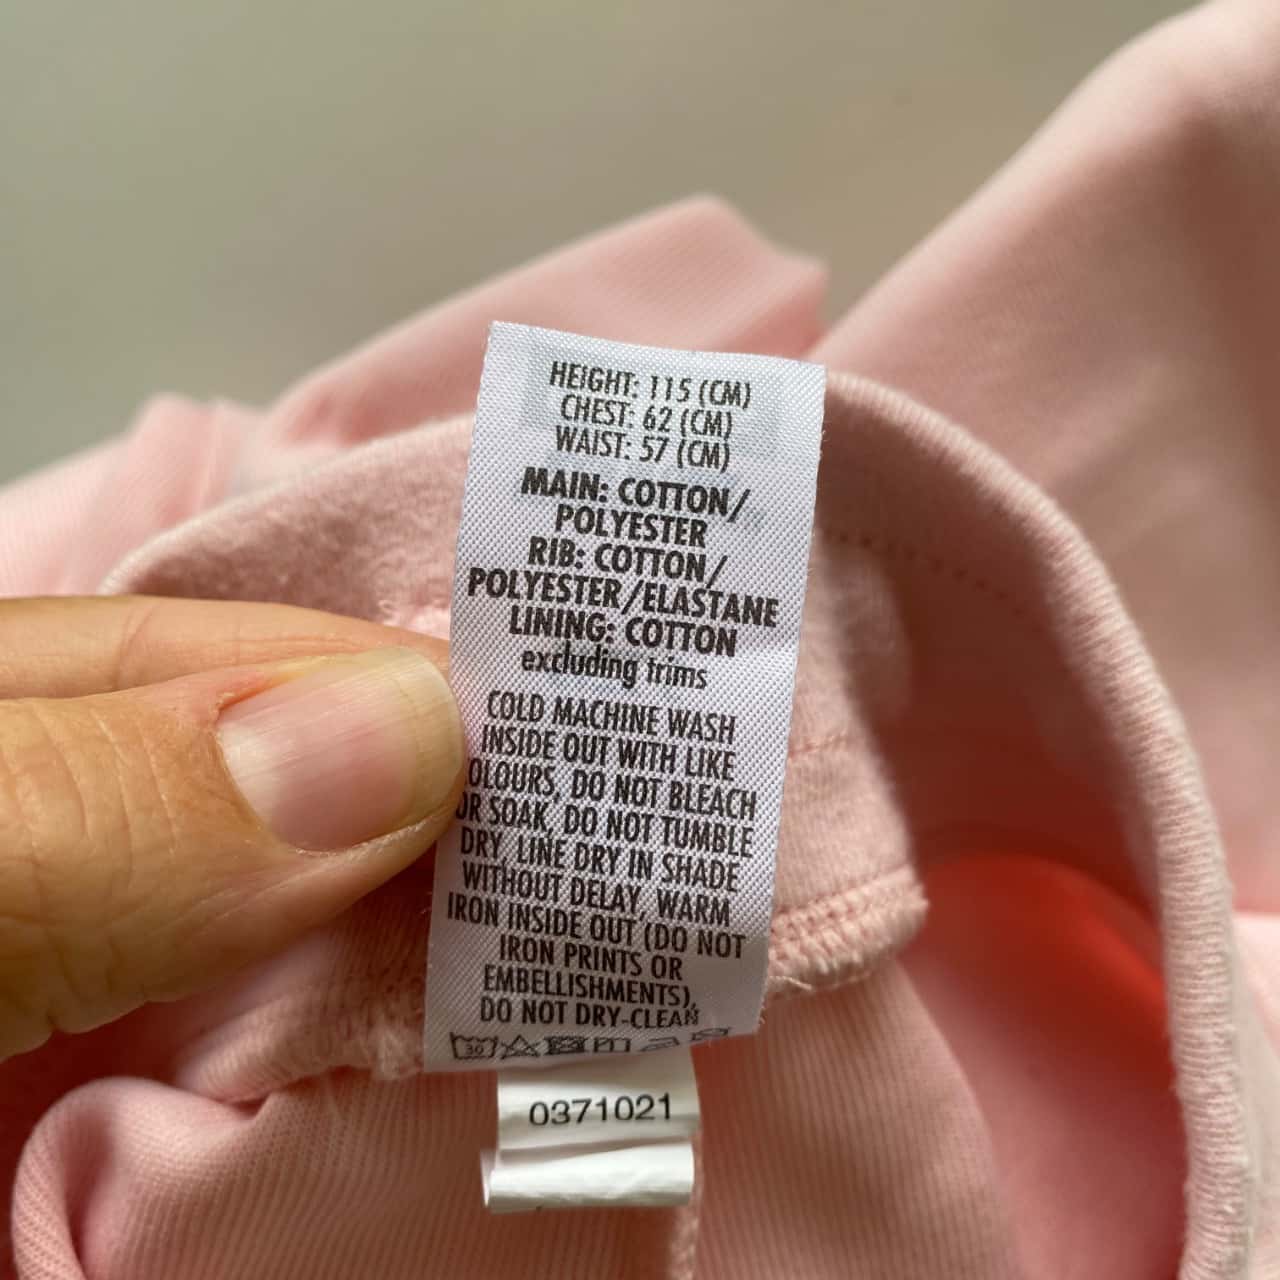 HEIGHT: 115 (CM)
CHEST: 62 (CM)
WAIST: 57 (CM)
MAIN: COTTON/
POLYESTER
RIB: COTTON/
POLYESTER/ELASTANE
LINING: COTTON
excluding trims
COLD MACHINE WASH
INSIDE OUT WITH LIKE
OLOURS, DO NOT BLEACH
OR SOAK, DO NOT TUMBLE
DRY, LINE DRY IN SHADE
WITHOUT DELAY, WARM
IRON INSIDE OUT (DO NOT
IRON PRINTS OR
EMBELLISHMENTS),
DO NOT DRY-CLEAN
30
0371021